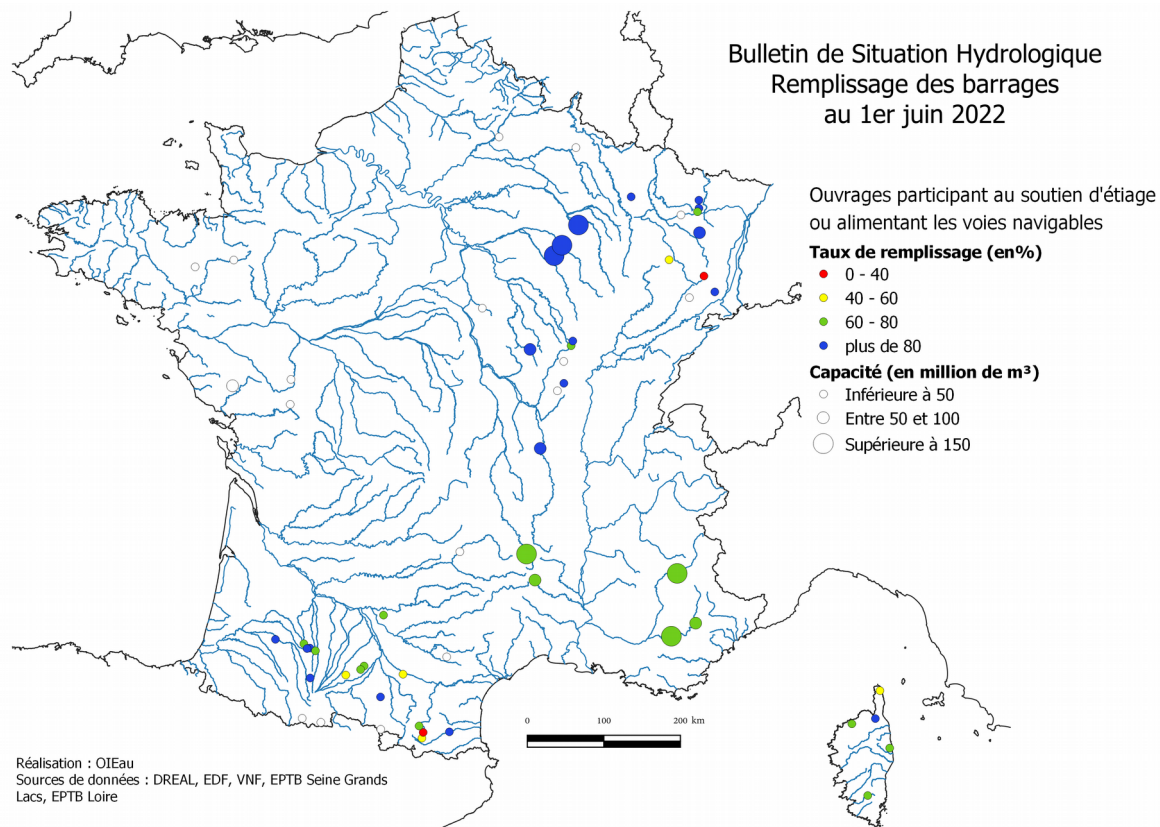 Bulletin de Situation Hydrologique
Remplissage des barrages
au 1er juin 2022
Ouvrages participant au soutien d'étiage
ou alimentant les voies navigables
Taux de remplissage (en%)
0 - 40
40 - 60
60 - 80
plus de 80
Capacité (en million de m³)
Inférieure à 50
Entre 50 et 100
Supérieure à 150
0 100 200 km
Réalisation : OIEau
Sources de données : DREAL, EDF, VNF, EPTB Seine Grands
Lacs, EPTB Loire